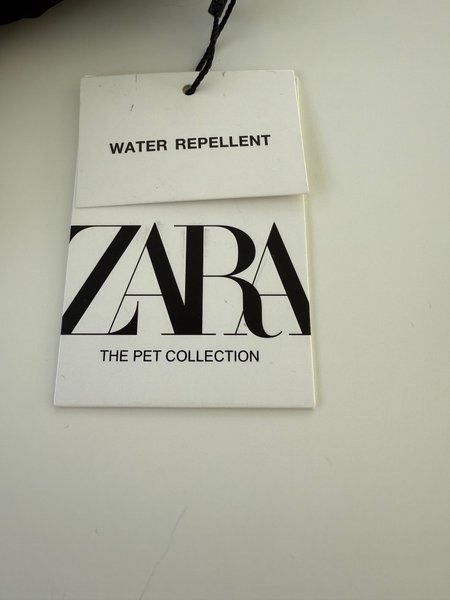 WATER REPELLENT
ZARA
THE PET COLLECTION